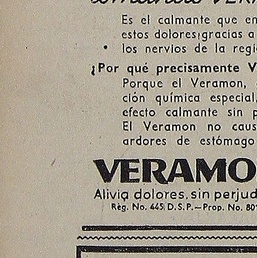 Es el calmante que en
estos dolores, gracias a
los nervios de la regi
¿Por qué precisamente V
Porque el Veramon,
ción química especial,
efecto calmante sin p
El Veramon no caus
ardores de estómago
VERAMO
Alivia dolores, sin perjud
Reg. No. 445, D.S.P.—Prop. No. 80